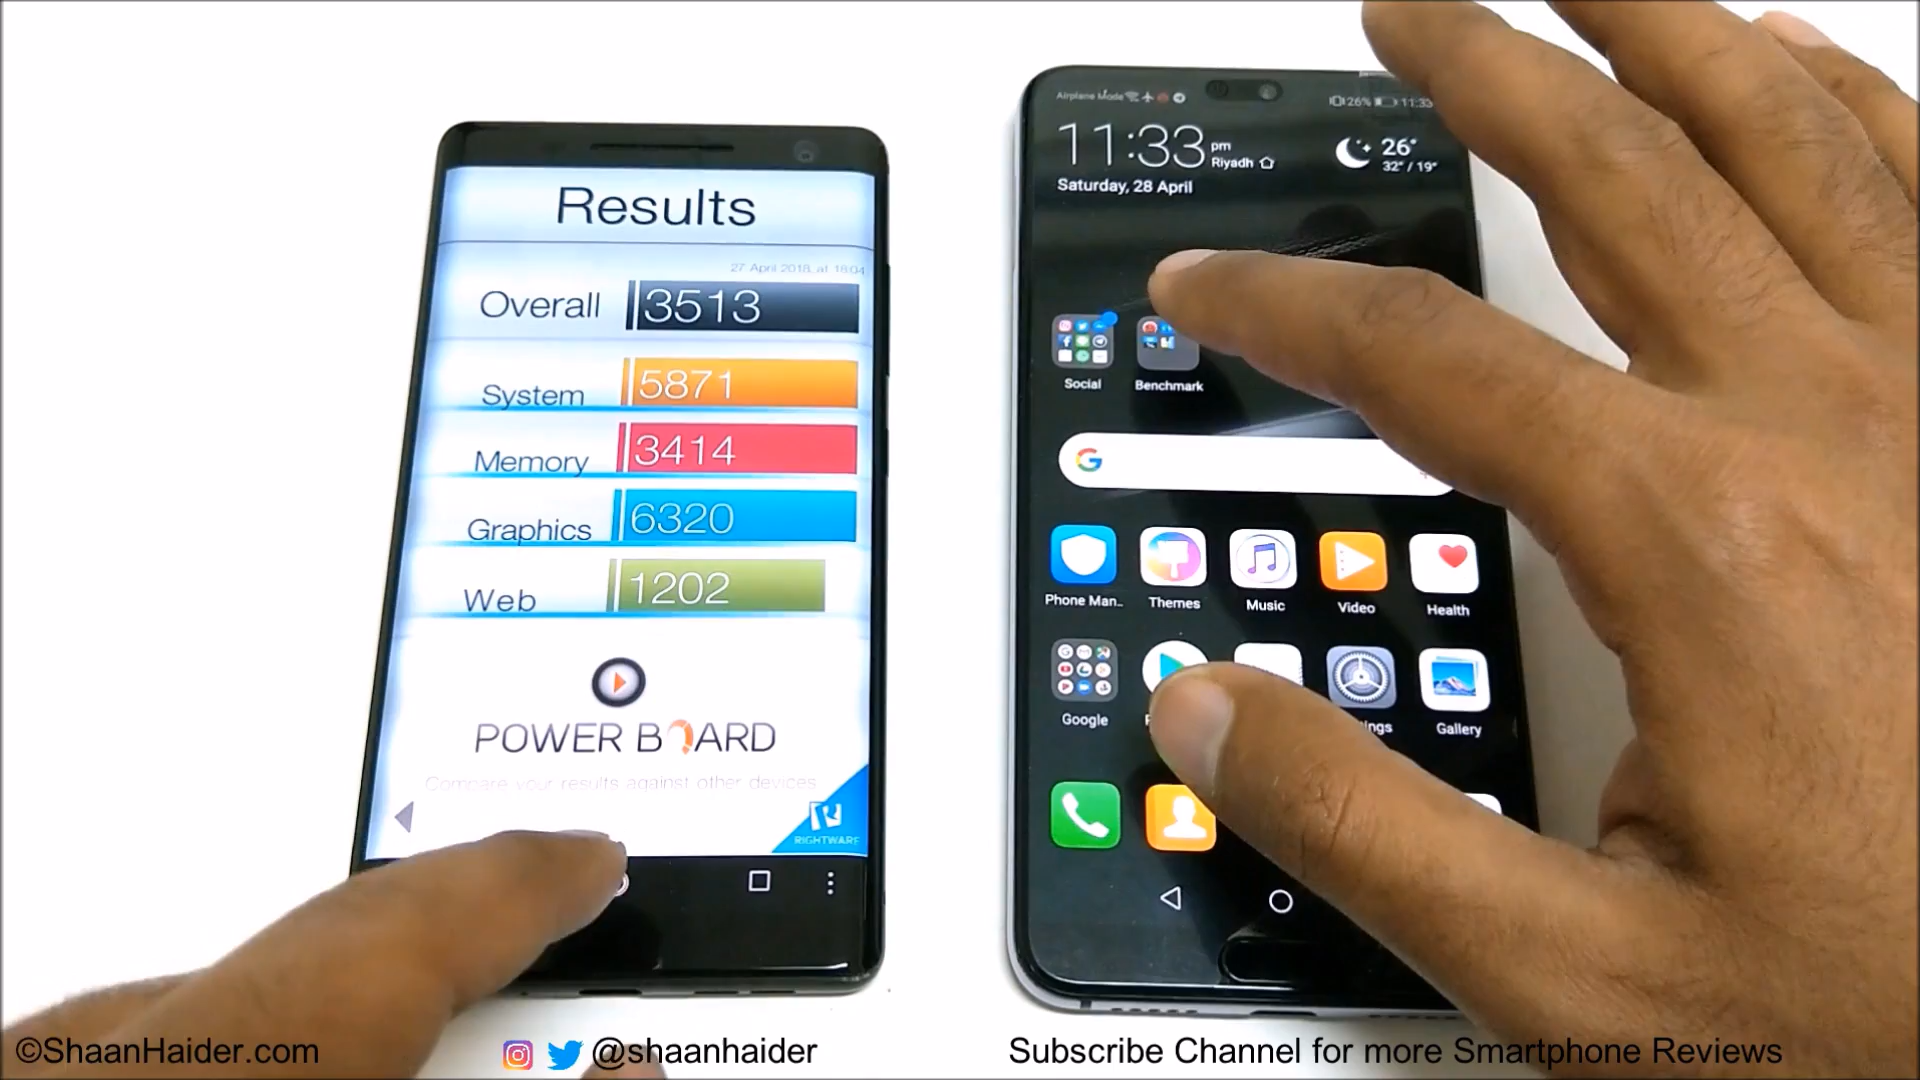 Results
27 April 2018, at 18:04
Overall 3513
System 5871
Memory 3414
Graphics 6320
Web 1202
POWER BOARD
Compare your results against other devices
RIGHTWARE
Airplane Mode
26% 11:33
11:33 pm
Riyadh
26°
32° / 19°
Saturday, 28 April
Social
Benchmark
G
Phone Man..
Themes
Music
Video
Health
Google
ings
Gallery
©ShaanHaider.com
@shaanhaider
Subscribe Channel for more Smartphone Reviews